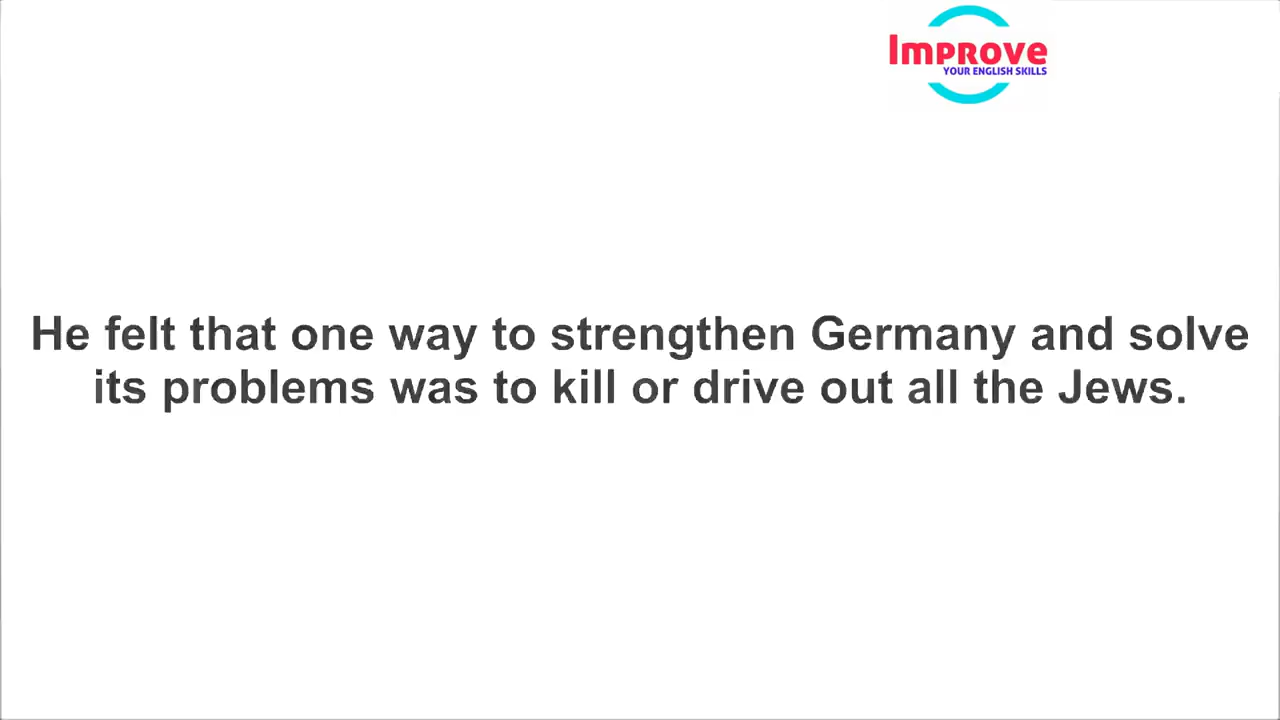 Improve
YOUR ENGLISH SKILLS
He felt that one way to strengthen Germany and solve
its problems was to kill or drive out all the Jews.